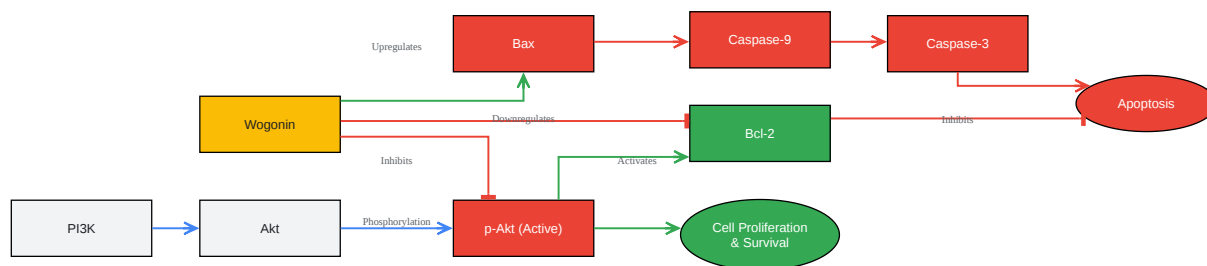 Upregulates
Bax
Caspase-9
Caspase-3
Apoptosis
Wogonin
Downregulates
Bcl-2
Inhibits
Inhibits
Activates
PI3K
Akt
Phosphorylation
p-Akt (Active)
Cell Proliferation
& Survival